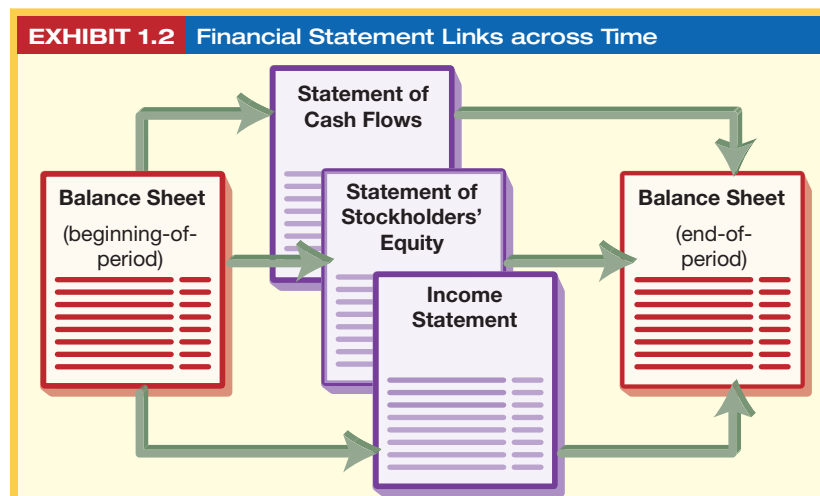 EXHIBIT 1.2 Financial Statement Links across Time
Statement of
Cash Flows
Balance Sheet
(beginning-of-
period)
Statement of
Stockholders’
Equity
Income
Statement
Balance Sheet
(end-of-
period)